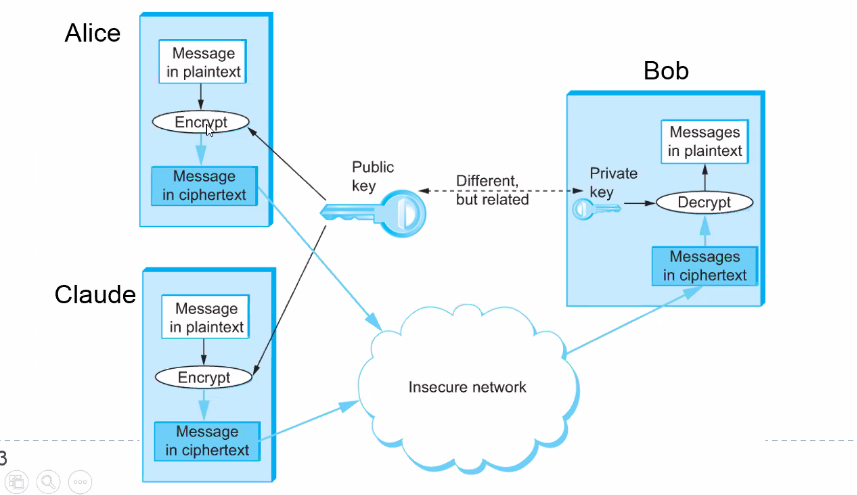 Alice
Message
in plaintext
Encrypt
Message
in ciphertext
Public
key
Different,
but related
Bob
Messages
in plaintext
Private
key
Decrypt
Messages
in ciphertext
Claude
Message
in plaintext
Encrypt
Message
in ciphertext
Insecure network
3